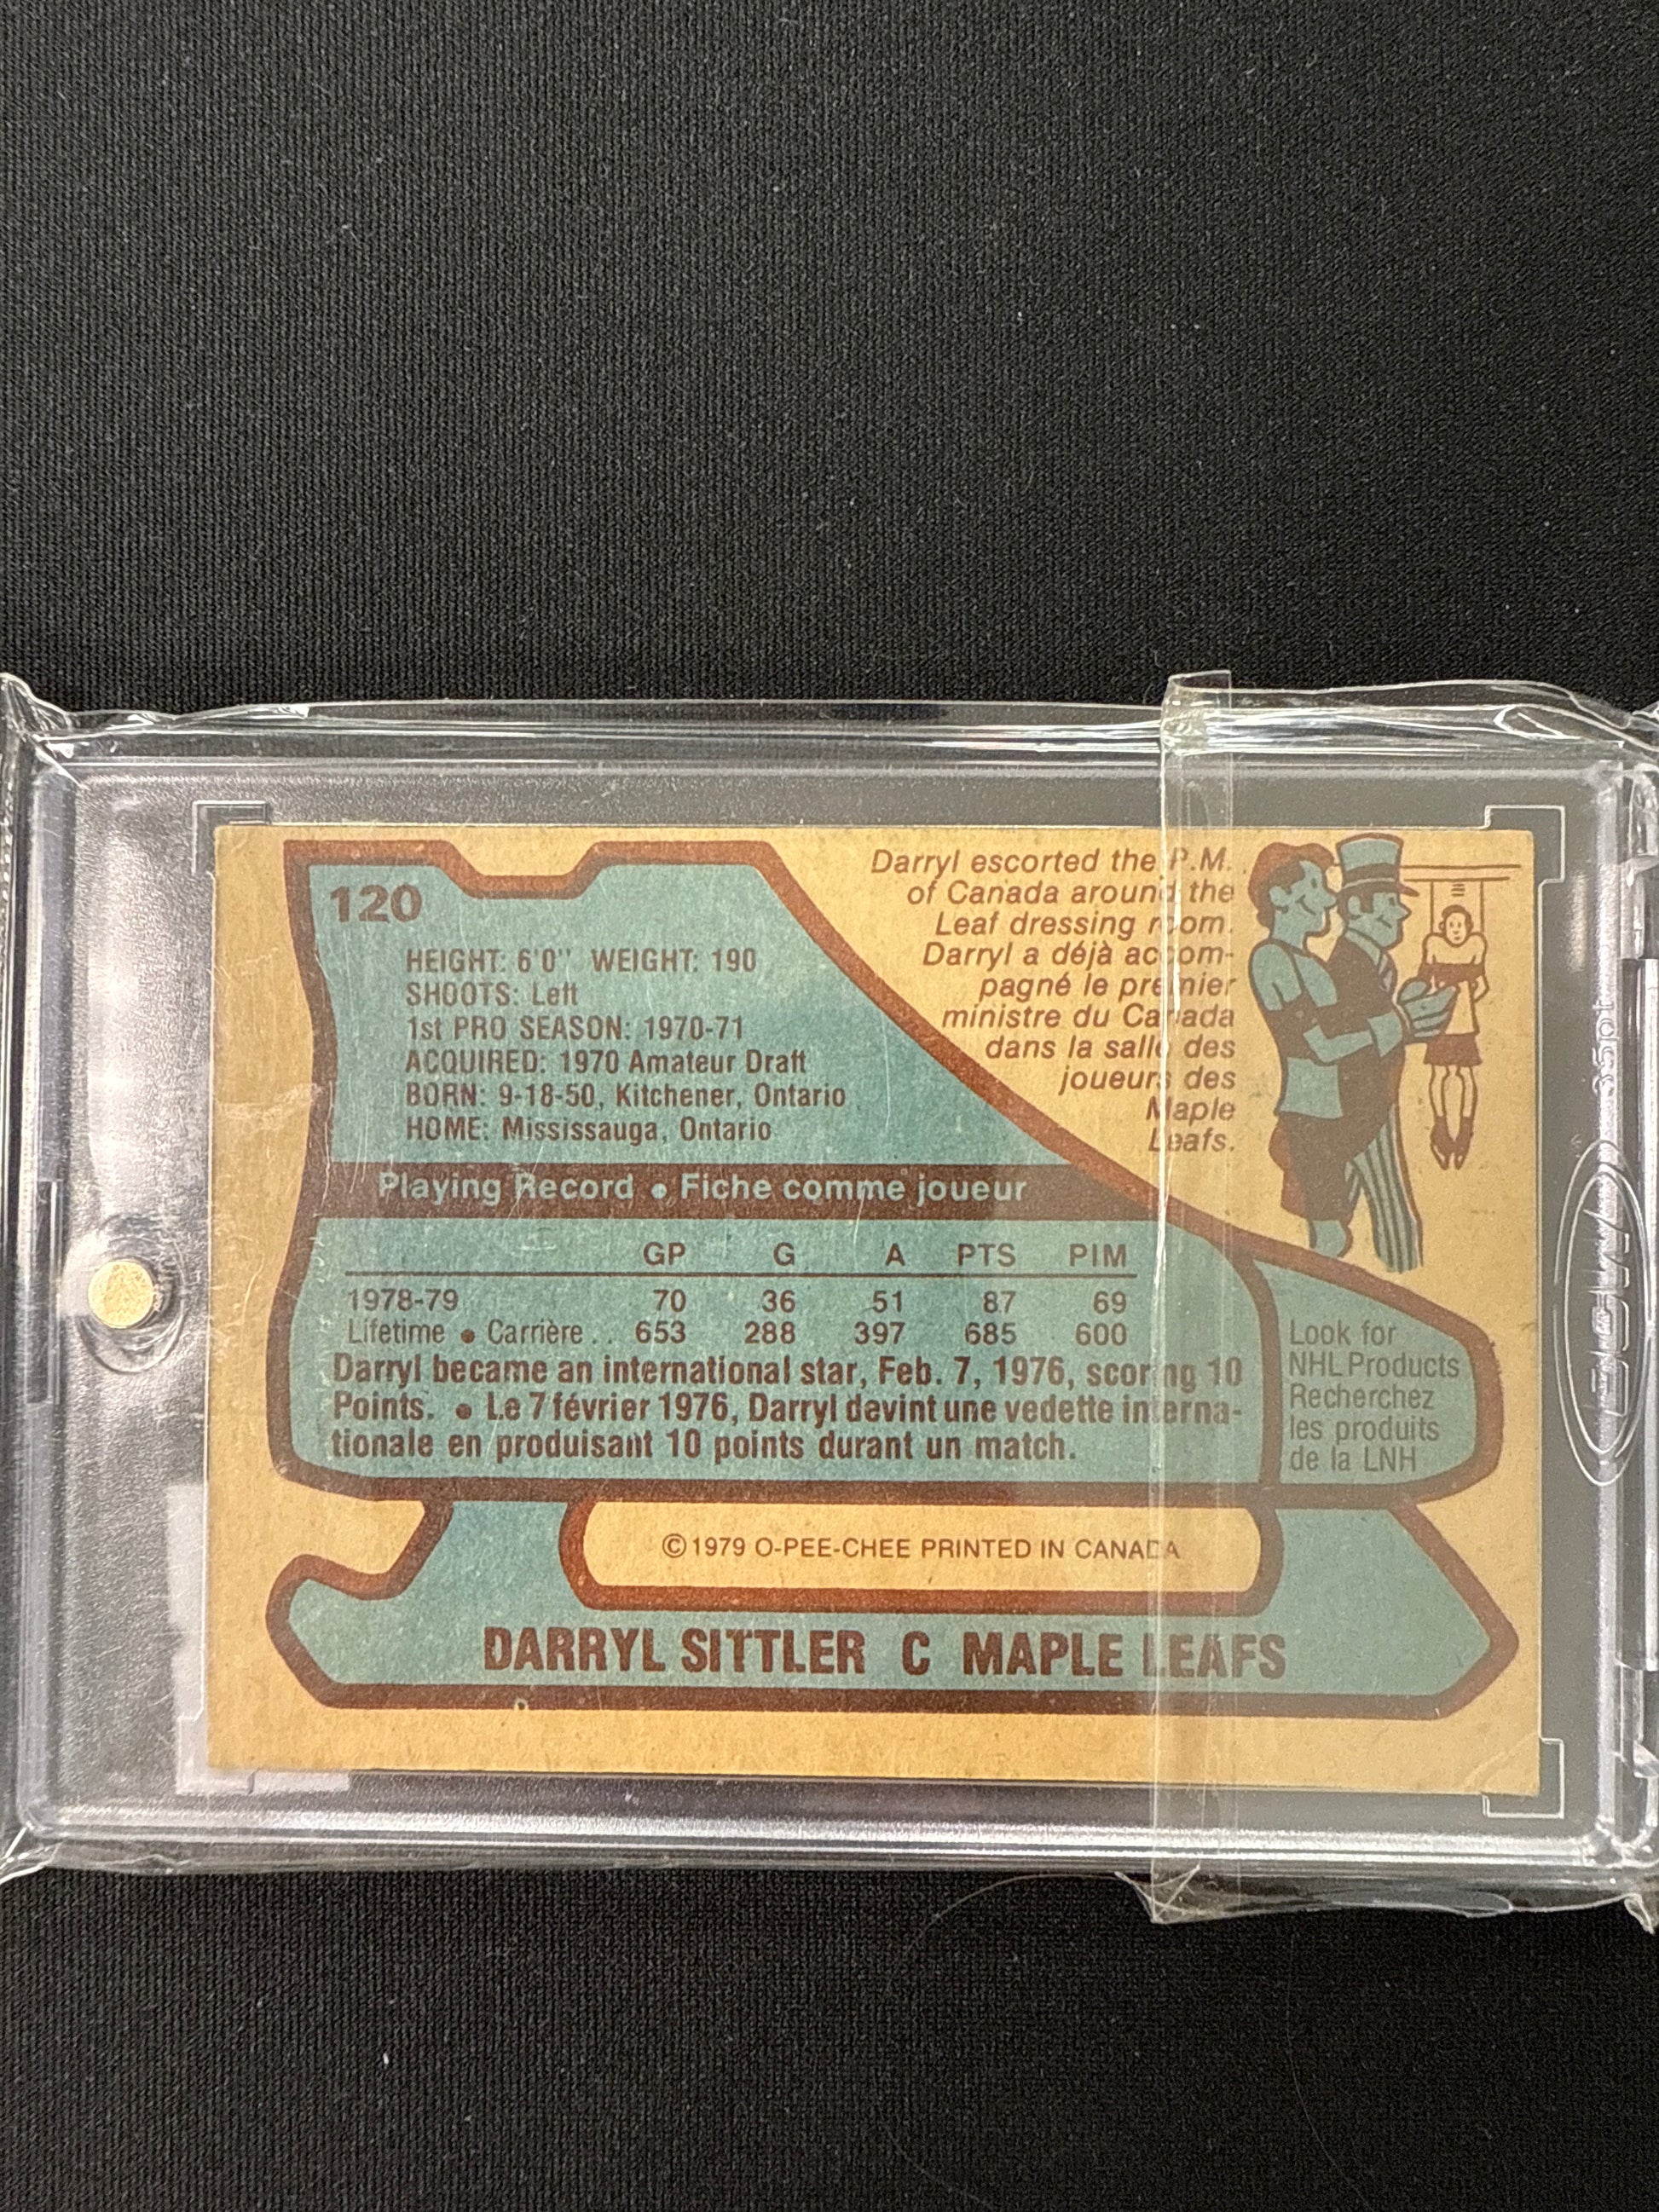 120
HEIGHT: 6'0" WEIGHT: 190
SHOOTS: Left
1st PRO SEASON: 1970-71
ACQUIRED: 1970 Amateur Draft
BORN: 9-18-50, Kitchener, Ontario
HOME: Mississauga, Ontario
Darryl escorted the P.M.
of Canada around the
Leaf dressing room.
Darryl a déjà accom-
pagné le premier
ministre du Canada
dans la salle des
joueurs des
Maple
Leafs.
Playing Record • Fiche comme joueur
GP G A PTS PIM
1978-79 70 36 51 87 69
Lifetime • Carrière . . 653 288 397 685 600
Darryl became an international star, Feb. 7, 1976, scoring 10
Points. • Le 7 février 1976, Darryl devint une vedette interna-
tionale en produisant 10 points durant un match.
Look for
NHL Products
Recherchez
les produits
de la LNH
©1979 O-PEE-CHEE PRINTED IN CANADA
DARRYL SITTLER C MAPLE LEAFS
35pt